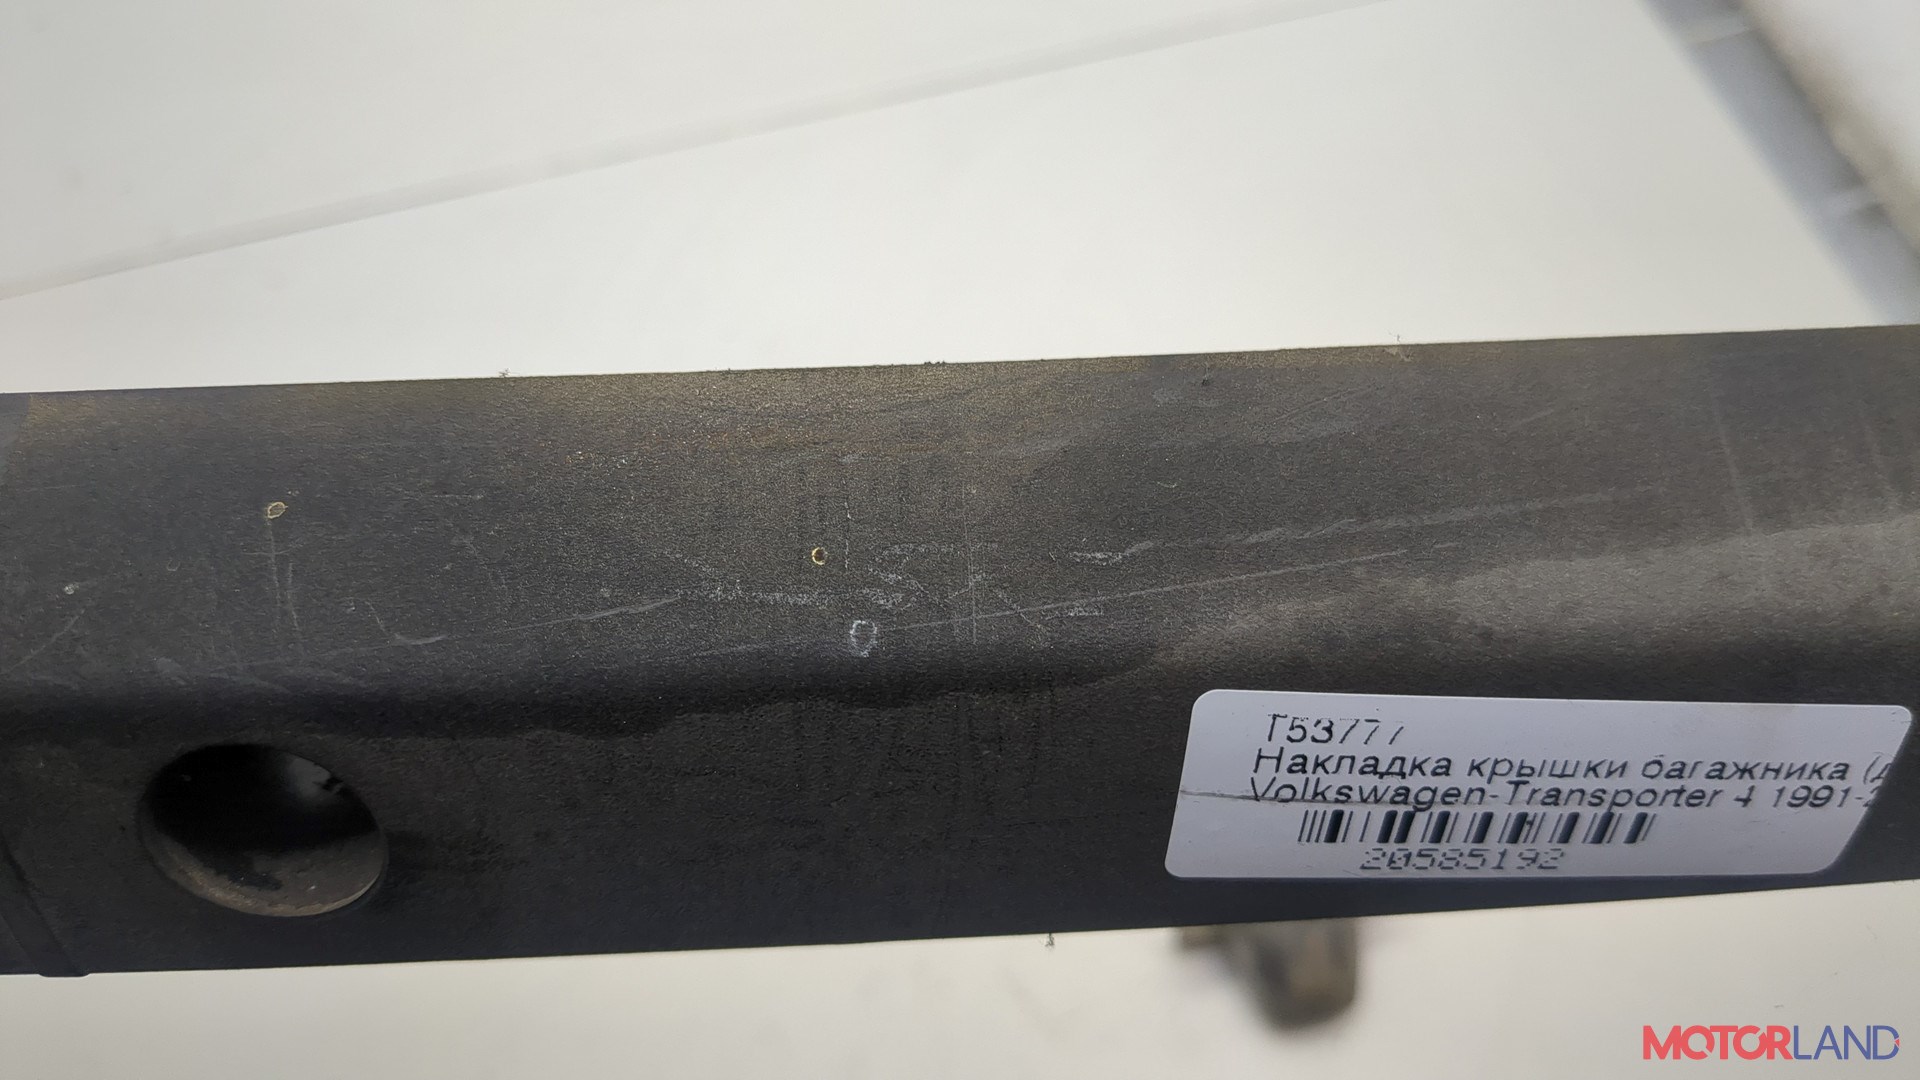 T53777
Накладка крышки багажника
Volkswagen-Transporter 4 1991-
20585192
MOTORLAND